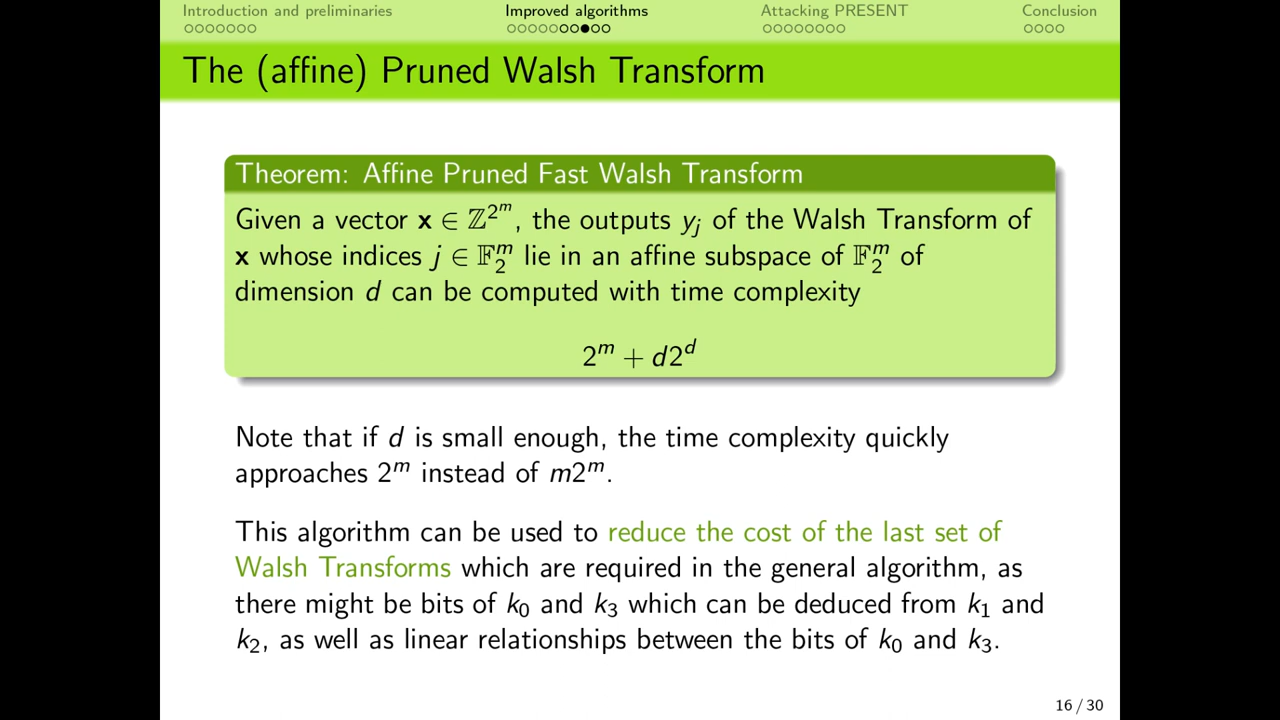 Introduction and preliminaries Improved algorithms Attacking PRESENT Conclusion
The (affine) Pruned Walsh Transform
Theorem: Affine Pruned Fast Walsh Transform
Given a vector x ∈ ℤ^{2^m}, the outputs y_j of the Walsh Transform of
x whose indices j ∈ 𝔽_2^m lie in an affine subspace of 𝔽_2^m of
dimension d can be computed with time complexity
2^m + d2^d
Note that if d is small enough, the time complexity quickly
approaches 2^m instead of m2^m.
This algorithm can be used to reduce the cost of the last set of
Walsh Transforms which are required in the general algorithm, as
there might be bits of k_0 and k_3 which can be deduced from k_1 and
k_2, as well as linear relationships between the bits of k_0 and k_3.
16 / 30